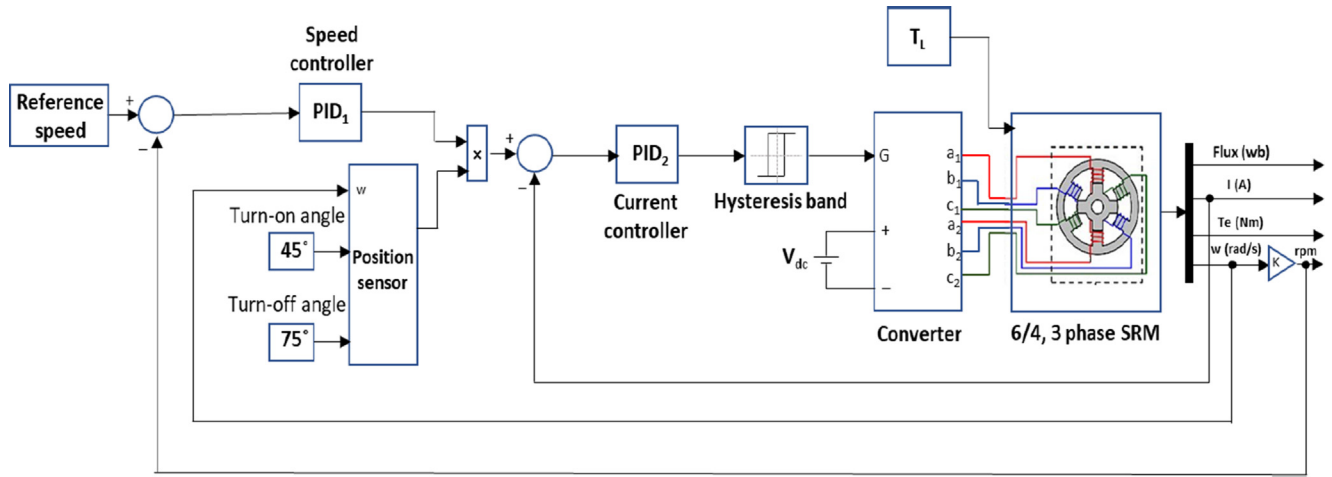 Speed
controller
Reference
speed
+
−
PID₁
x
+
−
PID₂
Current
controller
Hysteresis band
w
Turn-on angle
45°
Position
sensor
Turn-off angle
75°
T_L
G
+
−
V_dc
a₁
b₁
c₁
a₂
b₂
c₂
Converter
6/4, 3 phase SRM
Flux (wb)
I (A)
Te (Nm)
w (rad/s)
K
rpm